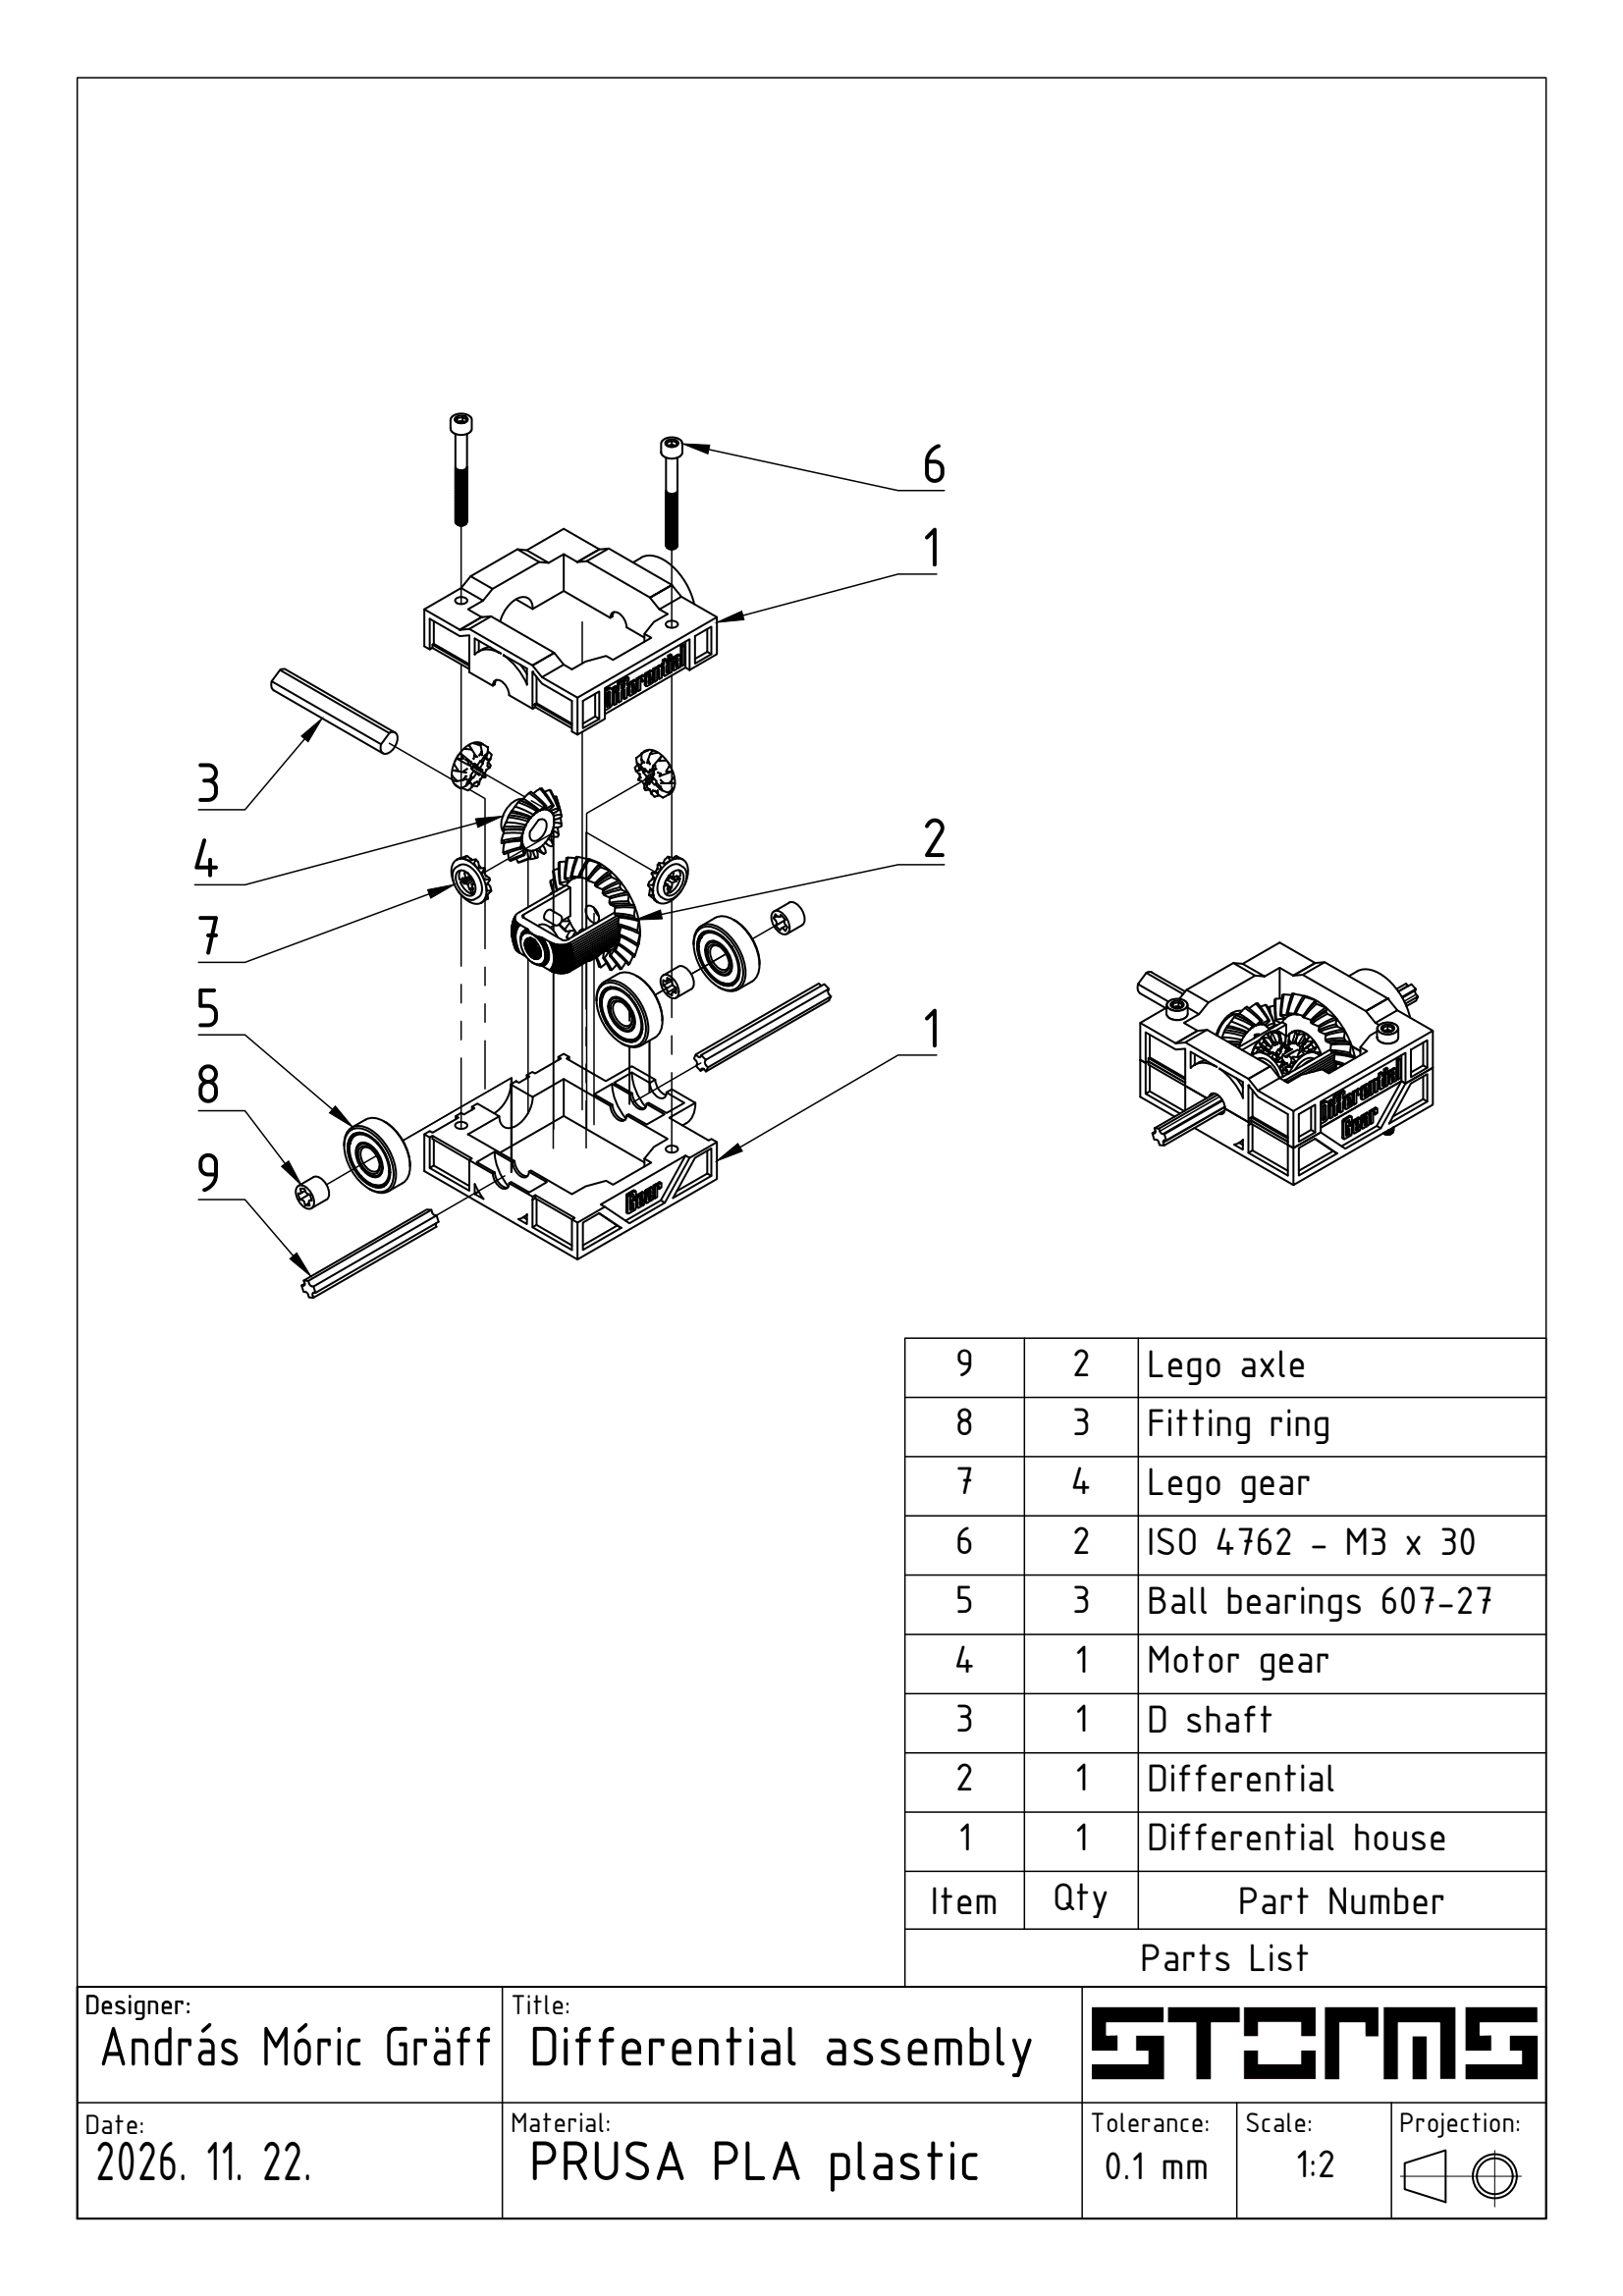 6
1
Differential
3
4
2
7
5
1
8
9
Gear
Differential
Gear
9 2 Lego axle
8 3 Fitting ring
7 4 Lego gear
6 2 ISO 4762 - M3 x 30
5 3 Ball bearings 607-27
4 1 Motor gear
3 1 D shaft
2 1 Differential
1 1 Differential house
Item Qty Part Number
Parts List
Designer:
András Móric Gräff
Title:
Differential assembly
STORMS
Date:
2026. 11. 22.
Material:
PRUSA PLA plastic
Tolerance:
0.1 mm
Scale:
1:2
Projection: